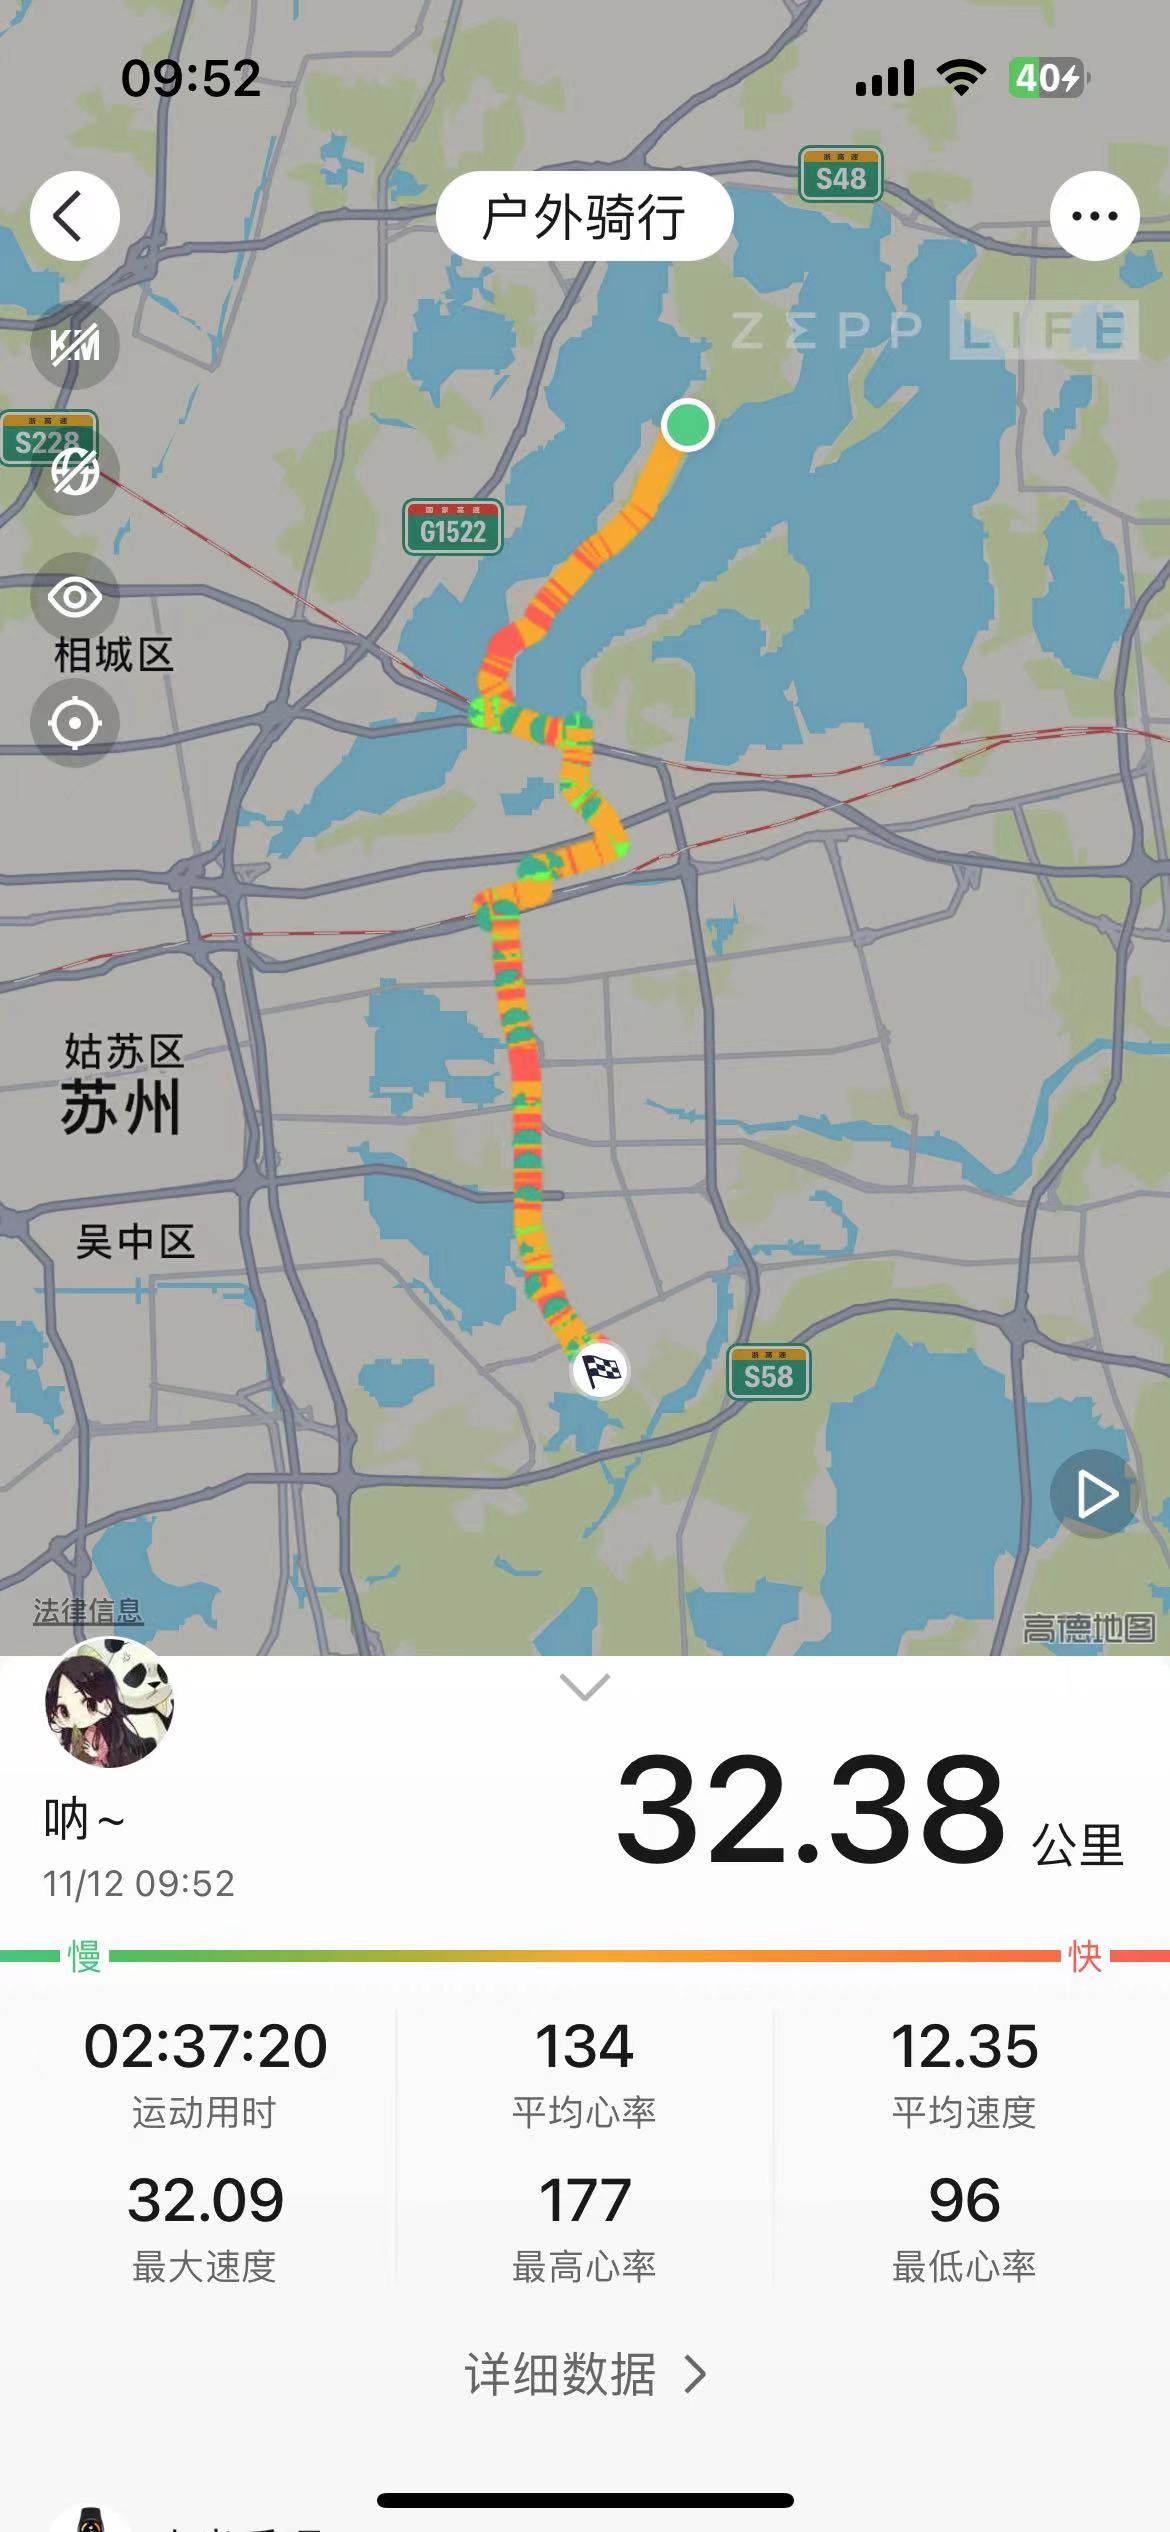 09:52
40
户外骑行
S48
ZEPP LIFE
KM
S228
国家高速
G1522
相城区
姑苏区
苏州
吴中区
S58
法律信息
高德地图
呐~
32.38 公里
11/12 09:52
慢 快
02:37:20 134 12.35
运动用时 平均心率 平均速度
32.09 177 96
最大速度 最高心率 最低心率
详细数据